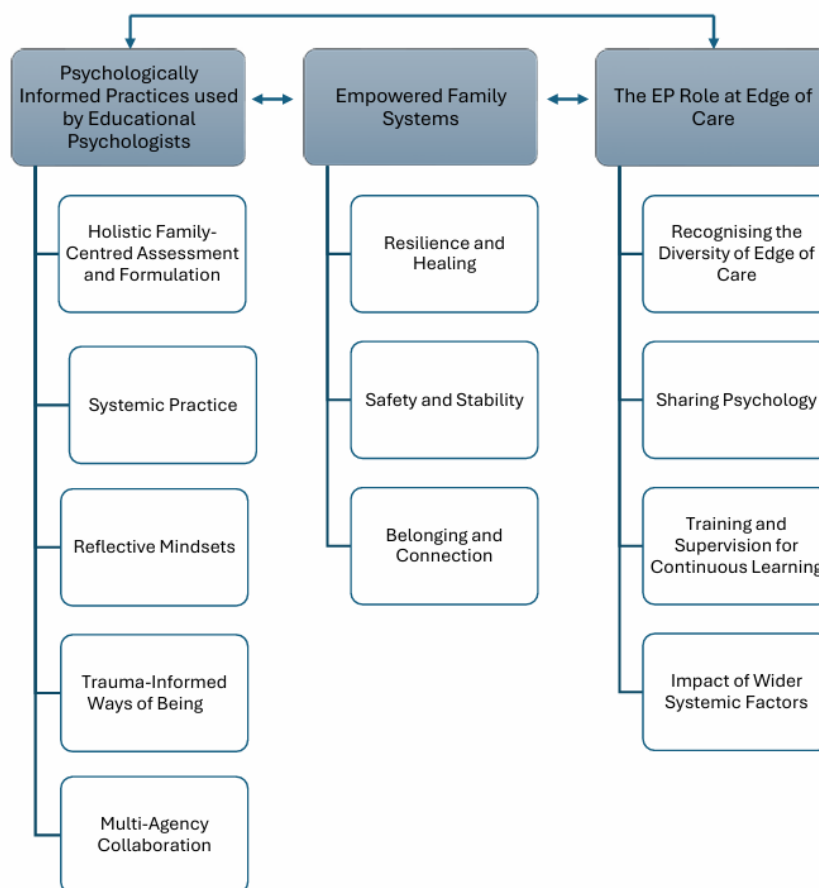 Psychologically
Informed Practices used
by Educational
Psychologists
Holistic Family-
Centred Assessment
and Formulation
Systemic Practice
Reflective Mindsets
Trauma-Informed
Ways of Being
Multi-Agency
Collaboration
Empowered Family
Systems
Resilience and
Healing
Safety and Stability
Belonging and
Connection
The EP Role at Edge of
Care
Recognising the
Diversity of Edge of
Care
Sharing Psychology
Training and
Supervision for
Continuous Learning
Impact of Wider
Systemic Factors